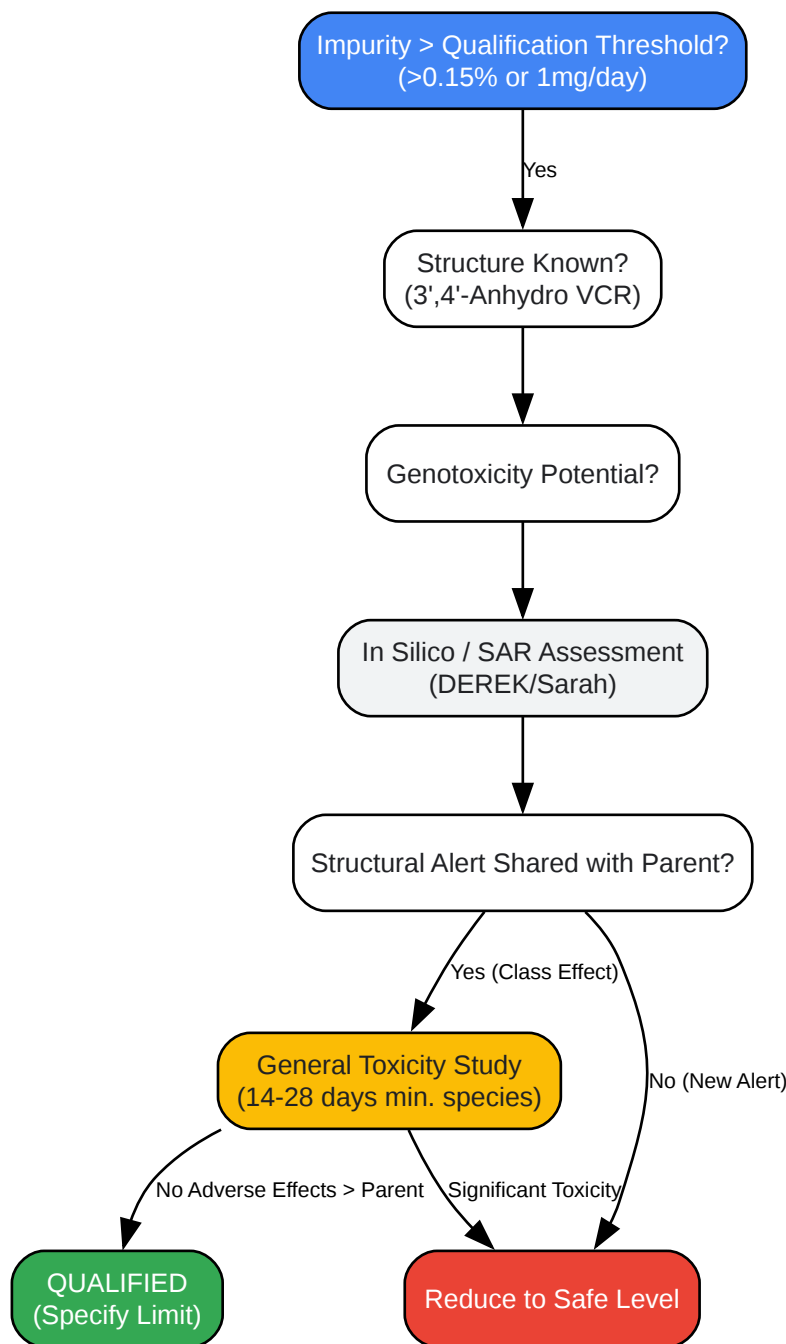 Impurity > Qualification Threshold?
(>0.15% or 1mg/day)
Yes
Structure Known?
(3',4'-Anhydro VCR)
Genotoxicity Potential?
In Silico / SAR Assessment
(DEREK/Sarah)
Structural Alert Shared with Parent?
Yes (Class Effect)
General Toxicity Study
(14-28 days min. species)
No (New Alert)
No Adverse Effects > Parent
Significant Toxicity
QUALIFIED
(Specify Limit)
Reduce to Safe Level